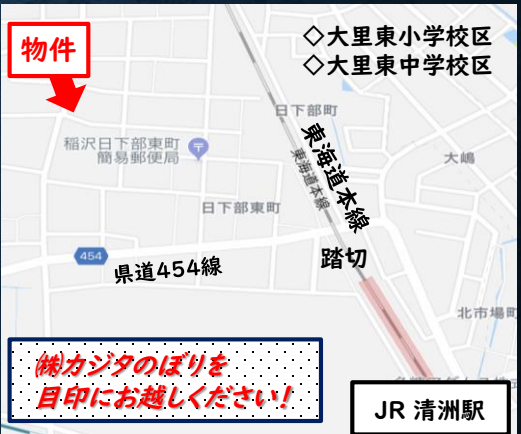 物件
◇大里東小学校区
◇大里東中学校区
日下部町
稲沢日下部東町
簡易郵便局
〒
東海道本線
東海道本線
大嶋
日下部東町
454
県道454線
踏切
北市場町
㈱カジタのぼりを
目印にお越しください!
JR 清洲駅